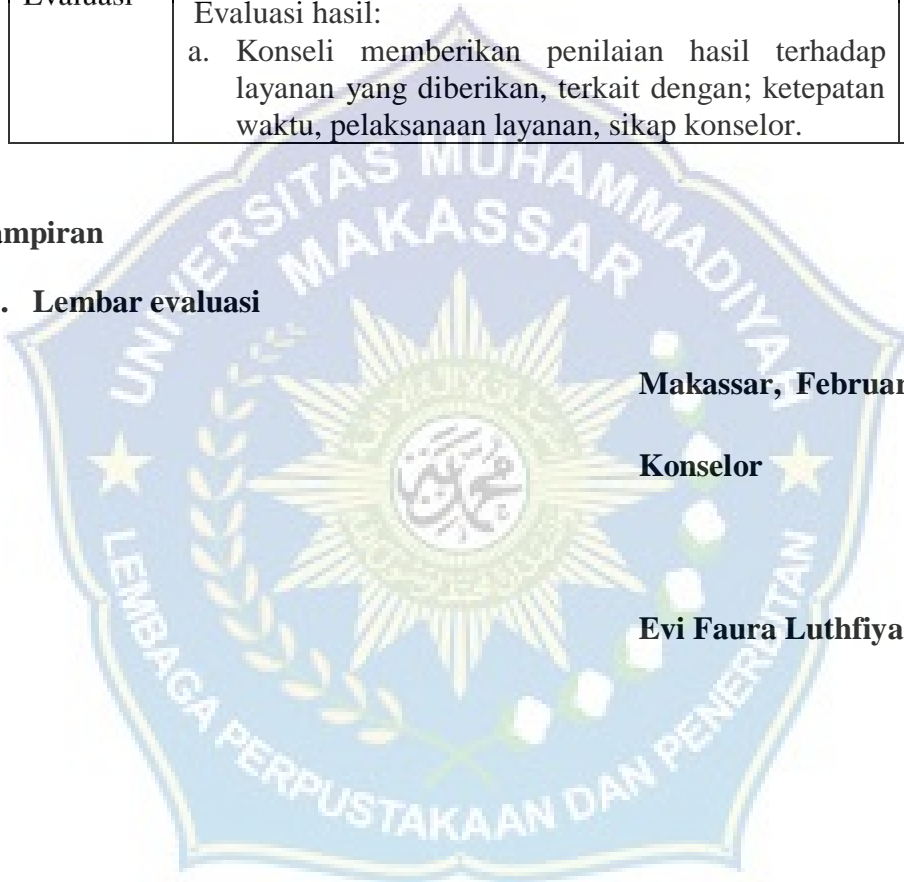 Evaluasi
Evaluasi hasil:
a. Konseli memberikan penilaian hasil terhadap
layanan yang diberikan, terkait dengan; ketepatan
waktu, pelaksanaan layanan, sikap konselor.
ampiran
. Lembar evaluasi
Makassar, Februar
Konselor
Evi Faura Luthfiya
UNIVERSITAS MUHAMMADIYAH
MAKASSAR
LEMBAGA PERPUSTAKAAN DAN PENERBITAN